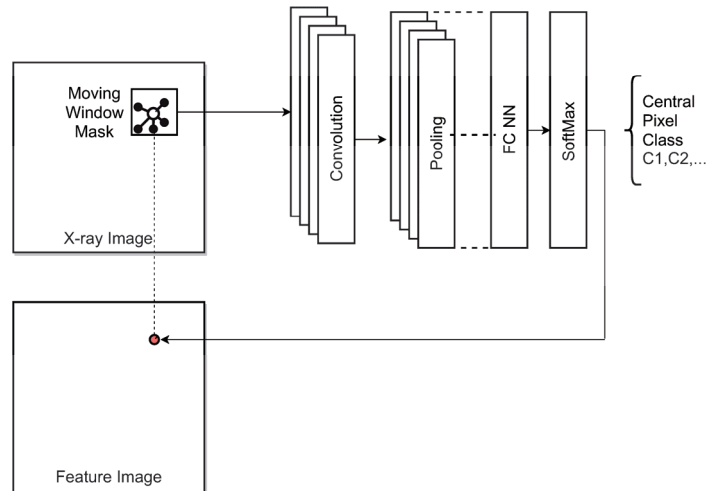 Moving
Window
Mask
X-ray Image
Convolution
Pooling
FC NN
SoftMax
Central
Pixel
Class
C1,C2,...
Feature Image